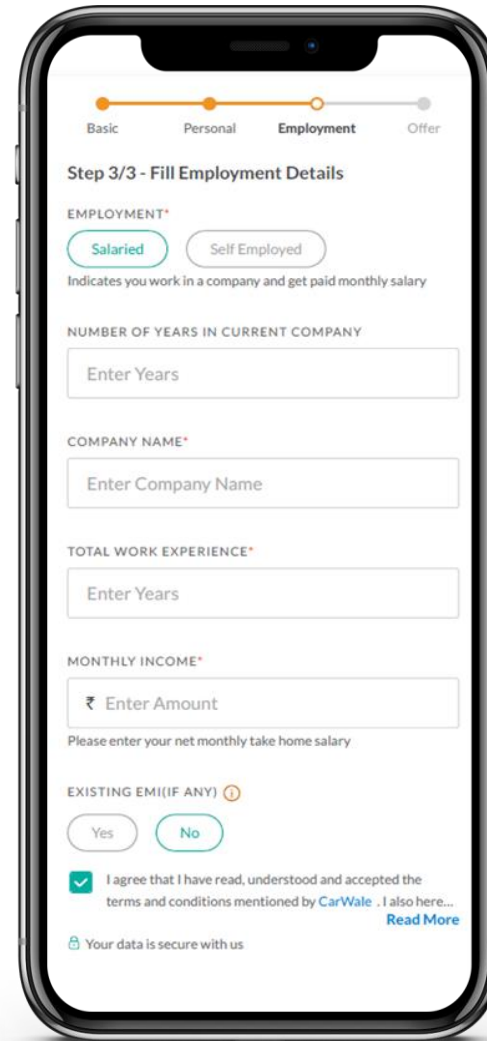 Basic Personal Employment Offer
Step 3/3 - Fill Employment Details
EMPLOYMENT*
Salaried Self Employed
Indicates you work in a company and get paid monthly salary
NUMBER OF YEARS IN CURRENT COMPANY
Enter Years
COMPANY NAME*
Enter Company Name
TOTAL WORK EXPERIENCE*
Enter Years
MONTHLY INCOME*
₹ Enter Amount
Please enter your net monthly take home salary
EXISTING EMI(IF ANY)
Yes No
I agree that I have read, understood and accepted the
terms and conditions mentioned by CarWale . I also here...
Read More
Your data is secure with us